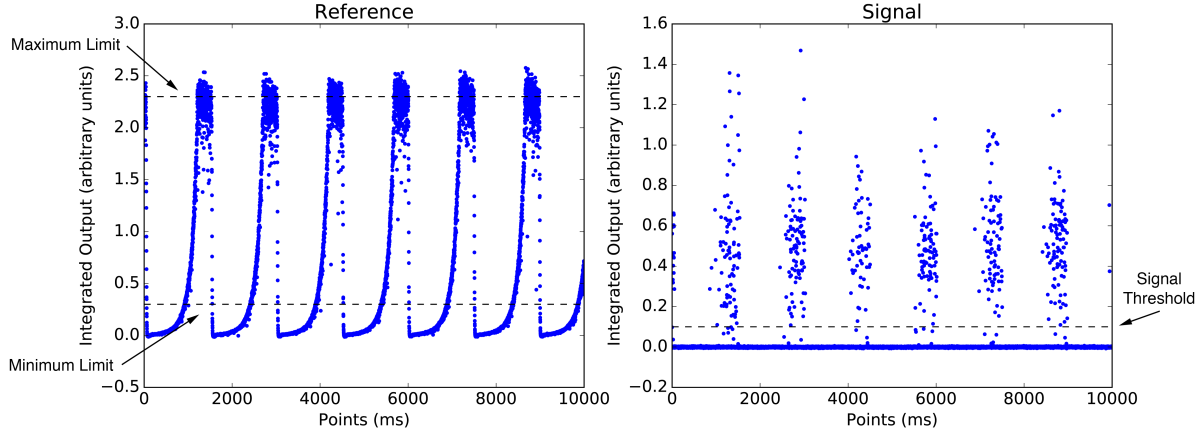 Reference
Maximum Limit
Minimum Limit
Integrated Output (arbitrary units)
3.0
2.5
2.0
1.5
1.0
0.5
0.0
−0.5
0 2000 4000 6000 8000 10000
Points (ms)
Signal
Integrated Output (arbitrary units)
1.6
1.4
1.2
1.0
0.8
0.6
0.4
0.2
0.0
−0.2
0 2000 4000 6000 8000 10000
Points (ms)
Signal
Threshold